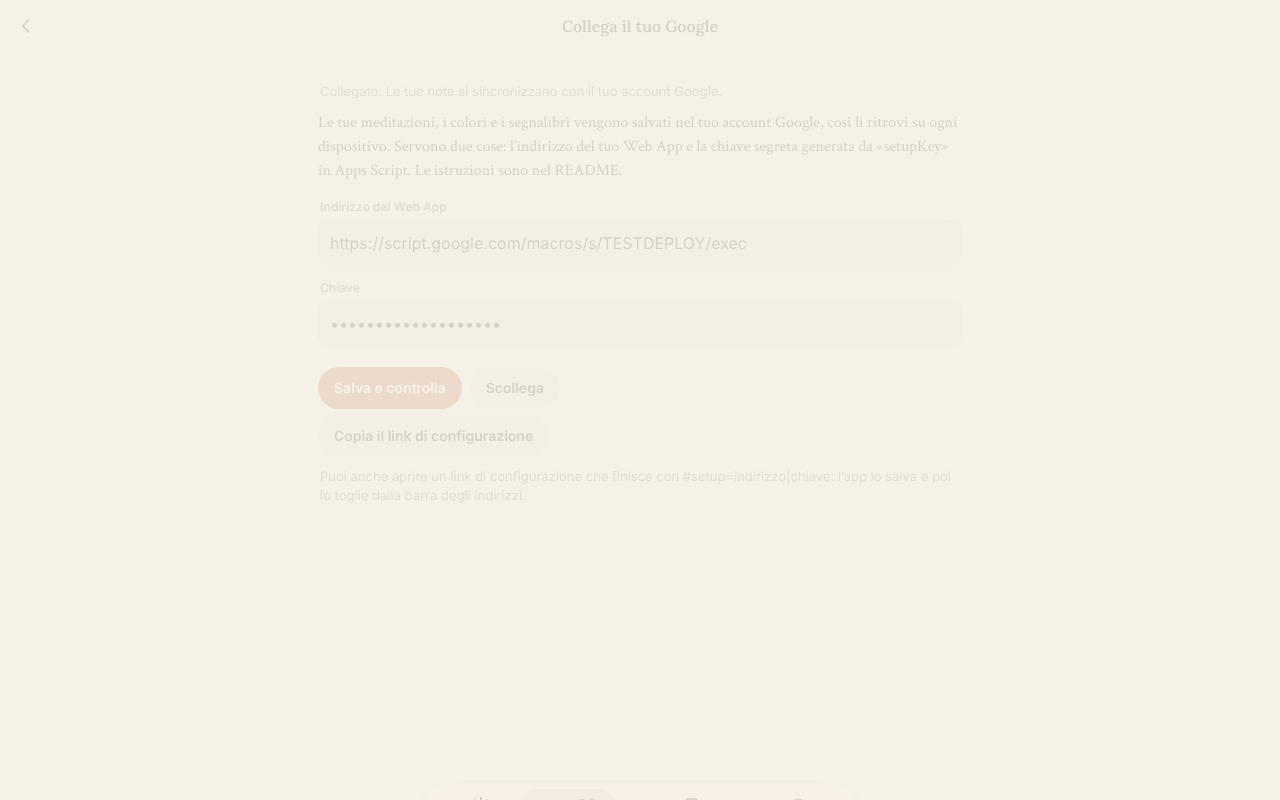 Collega il tuo Google
Collegato. Le tue note si sincronizzano con il tuo account Google.
Le tue meditazioni, i colori e i segnalibri vengono salvati nel tuo account Google, così li ritrovi su ogni
dispositivo. Servono due cose: l'indirizzo del tuo Web App e la chiave segreta generata da «setupKey»
in Apps Script. Le istruzioni sono nel README.
Indirizzo del Web App
https://script.google.com/macros/s/TESTDEPLOY/exec
Chiave
•••••••••••••••••••
Salva e controlla
Scollega
Copia il link di configurazione
Puoi anche aprire un link di configurazione che finisce con #setup=indirizzo|chiave: l'app lo salva e poi
lo toglie dalla barra degli indirizzi.